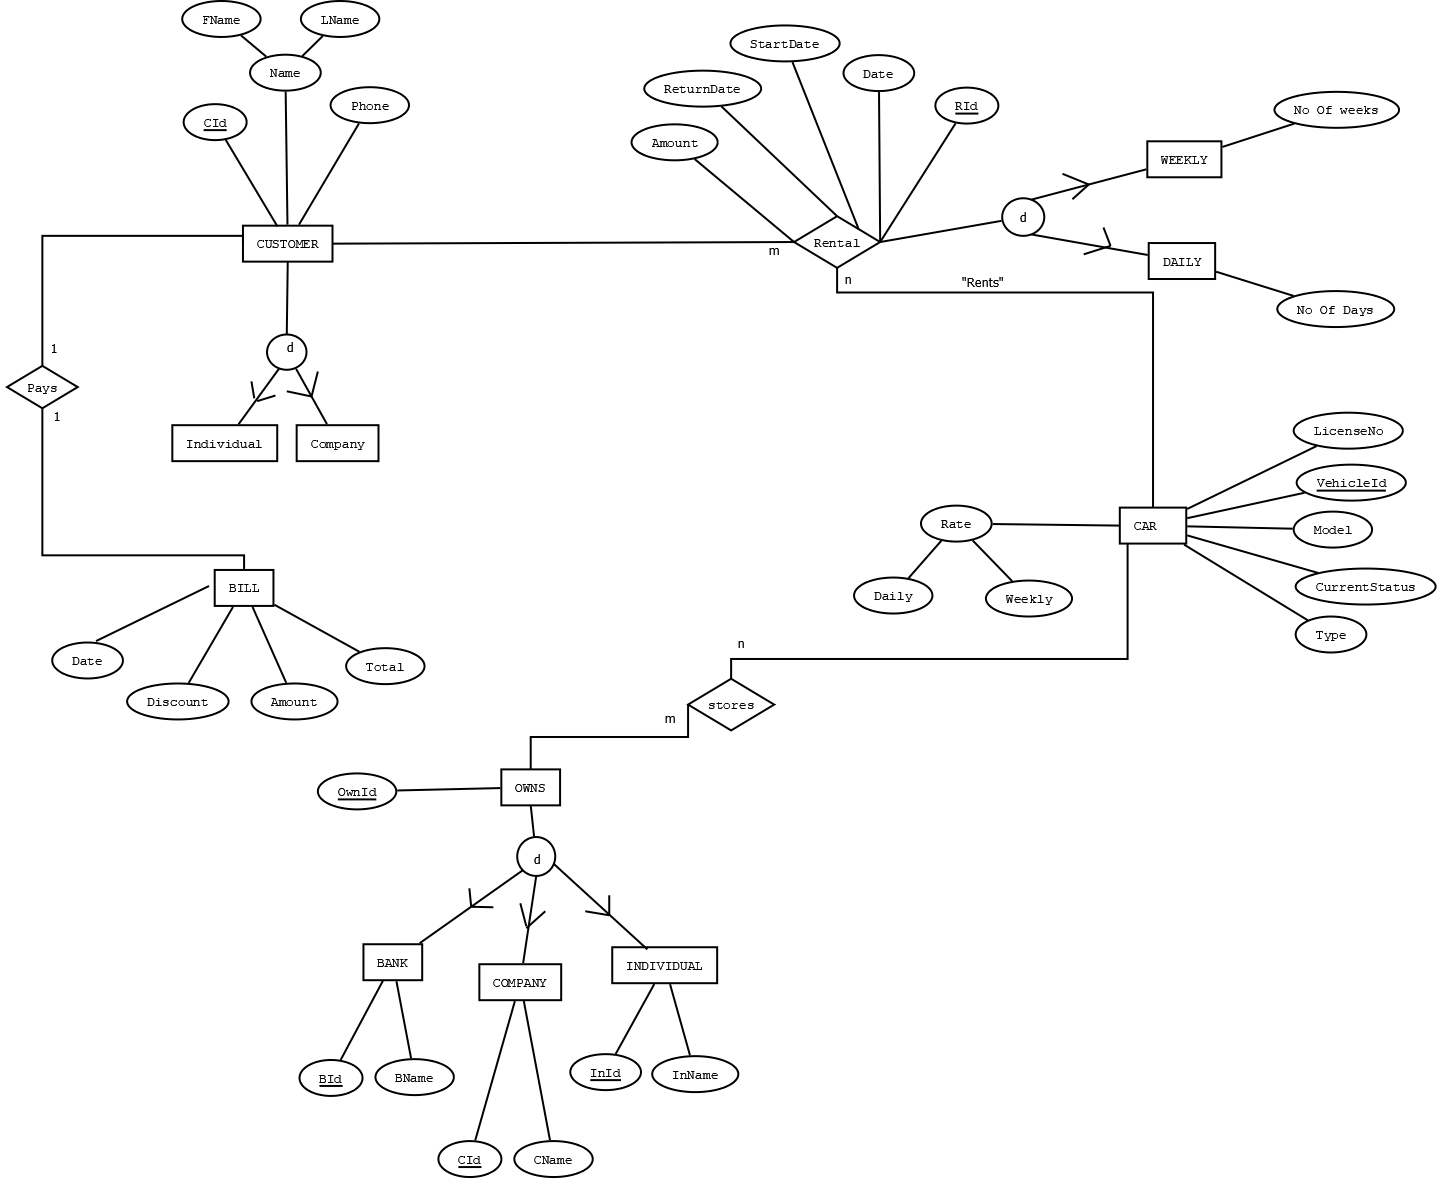 FName
LName
Name
CId
Phone
CUSTOMER
StartDate
ReturnDate
Date
RId
Amount
Rental
m
n
"Rents"
d
WEEKLY
No Of weeks
DAILY
No Of Days
1
Pays
1
d
Individual
Company
BILL
Date
Discount
Amount
Total
LicenseNo
VehicleId
Model
CurrentStatus
Type
CAR
Rate
Daily
Weekly
n
stores
m
OwnId
OWNS
d
BANK
COMPANY
INDIVIDUAL
BId
BName
InId
InName
CId
CName